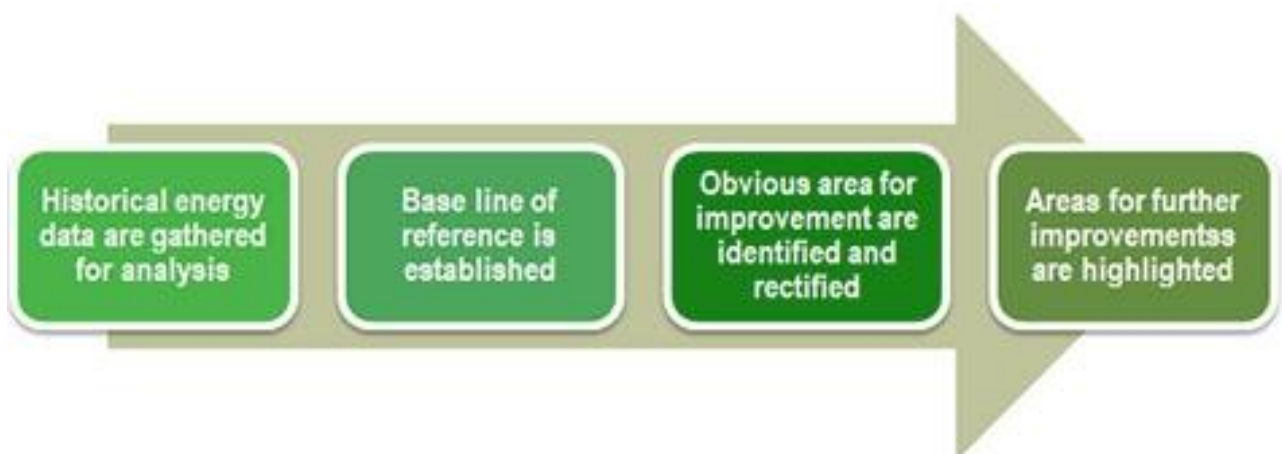 Historical energy
data are gathered
for analysis
Base line of
reference is
established
Obvious area for
improvement are
identified and
rectified
Areas for further
improvementss
are highlighted